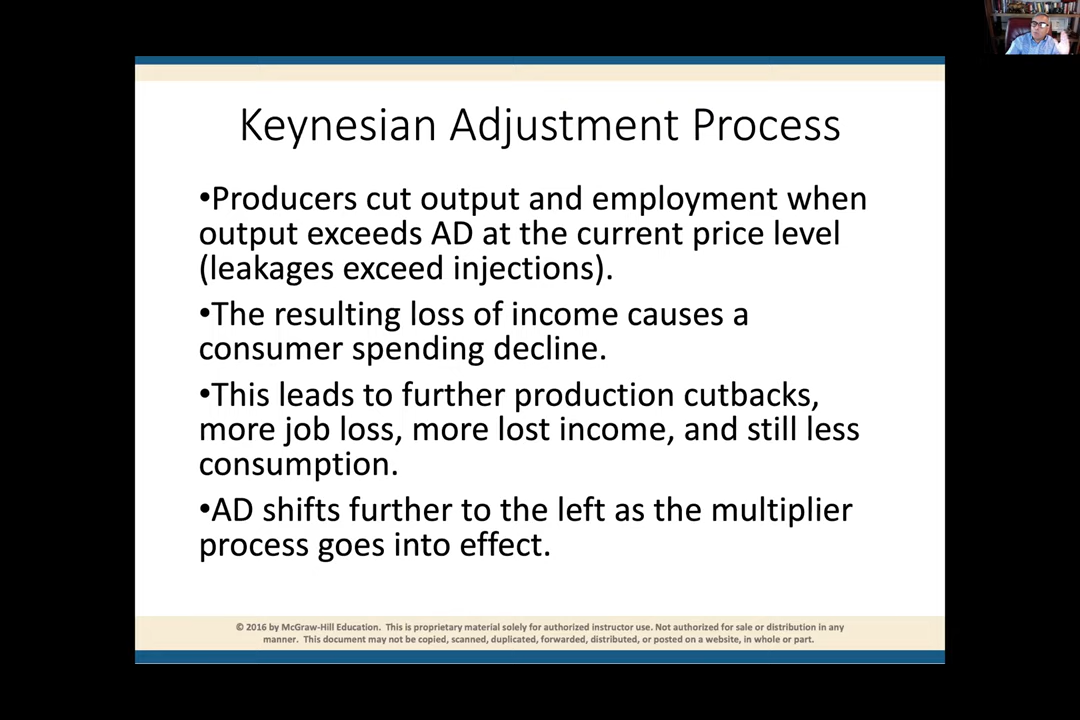 Keynesian Adjustment Process
•Producers cut output and employment when
output exceeds AD at the current price level
(leakages exceed injections).
•The resulting loss of income causes a
consumer spending decline.
•This leads to further production cutbacks,
more job loss, more lost income, and still less
consumption.
•AD shifts further to the left as the multiplier
process goes into effect.
© 2016 by McGraw-Hill Education. This is proprietary material solely for authorized instructor use. Not authorized for sale or distribution in any
manner. This document may not be copied, scanned, duplicated, forwarded, distributed, or posted on a website, in whole or part.